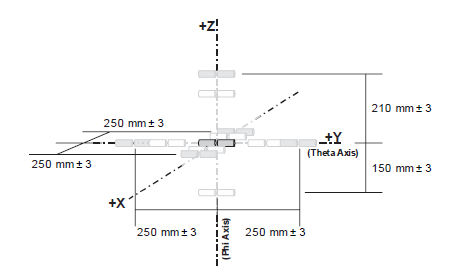 +Z
210 mm ± 3
250 mm ± 3
+Y
(Theta Axis)
250 mm ± 3
150 mm ± 3
+X
250 mm ± 3
250 mm ± 3
(Phi Axis)